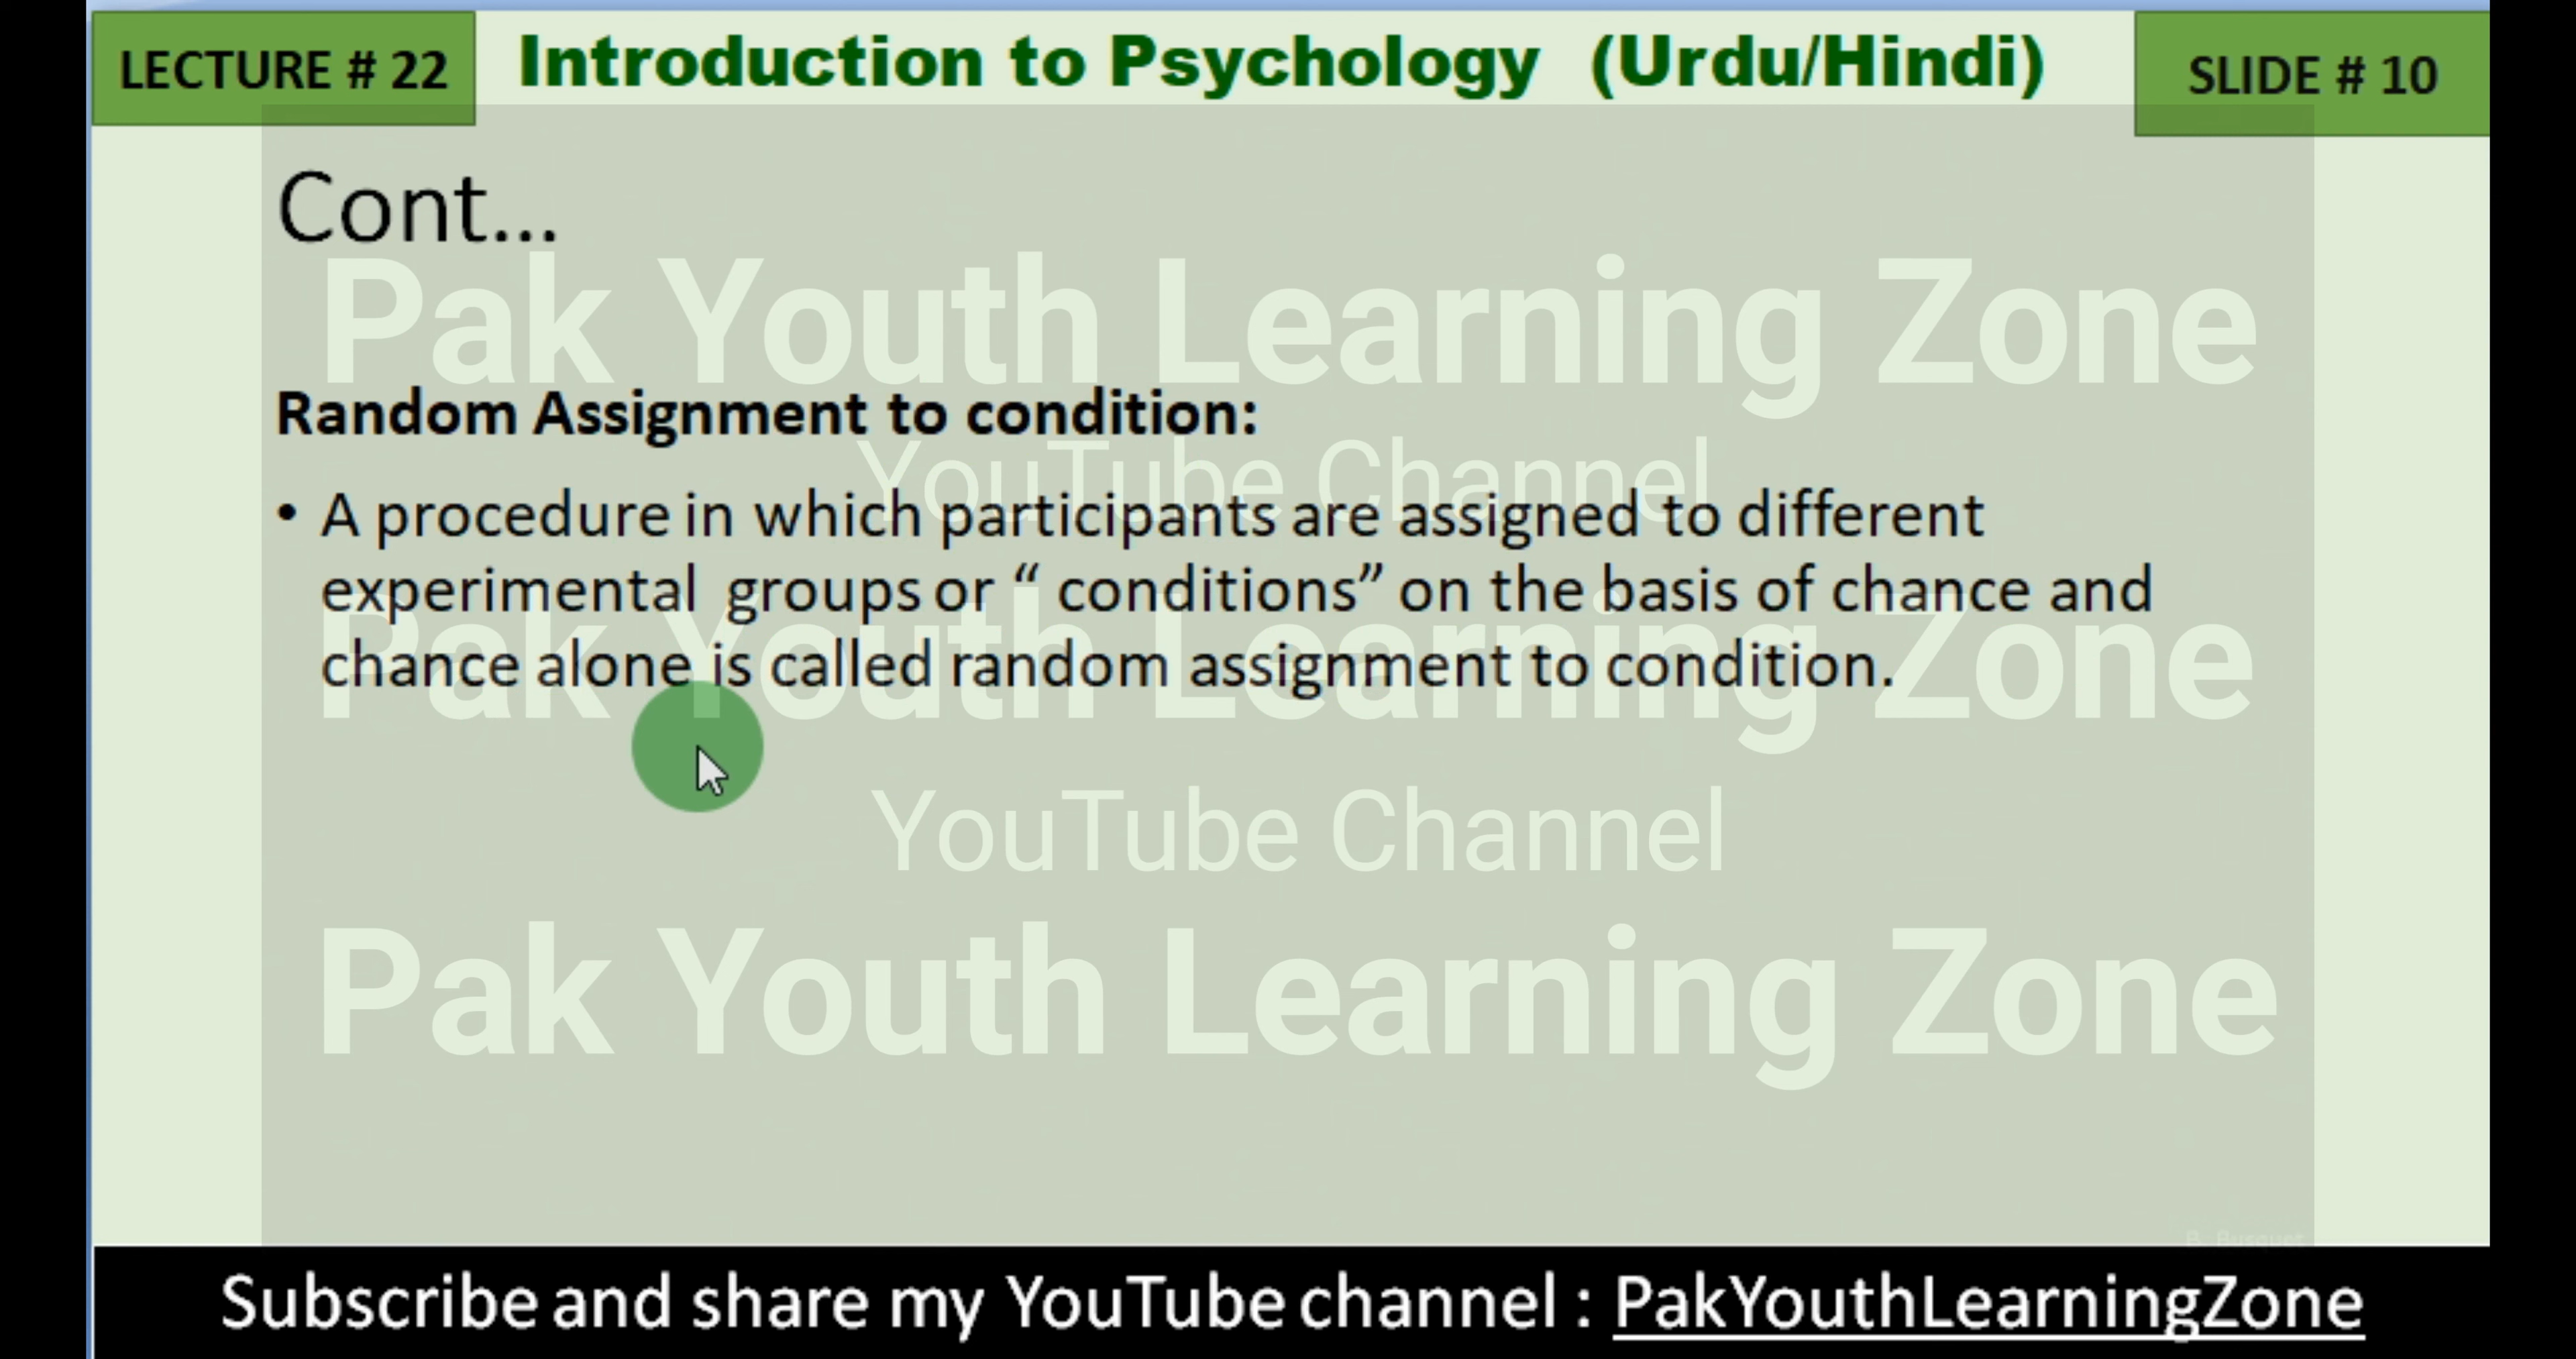 LECTURE # 22
Introduction to Psychology (Urdu/Hindi)
SLIDE # 10
Cont...
Pak Youth Learning Zone
Random Assignment to condition:
YouTube Channel
• A procedure in which participants are assigned to different
experimental groups or “ conditions” on the basis of chance and
Pak Youth Learning Zone
chance alone is called random assignment to condition.
YouTube Channel
Pak Youth Learning Zone
B. Busquet
Subscribe and share my YouTube channel : PakYouthLearningZone